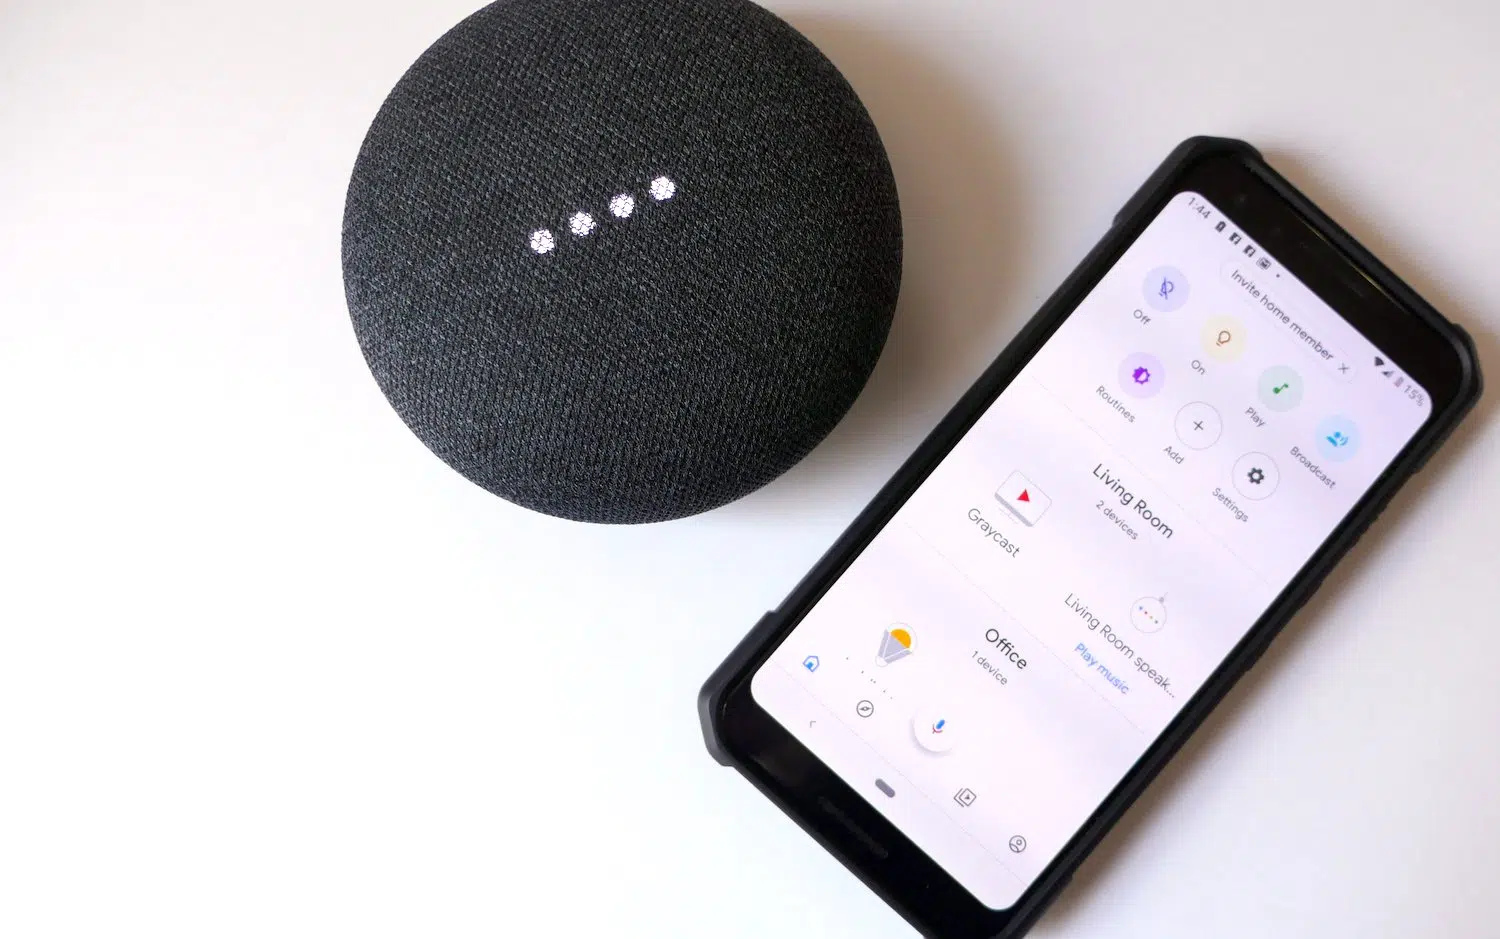 1:44
15%
Invite home member
Off
On
Play
Broadcast
Routines
Add
Settings
Living Room
2 devices
Graycast
Living Room speak...
Play music
Office
1 device